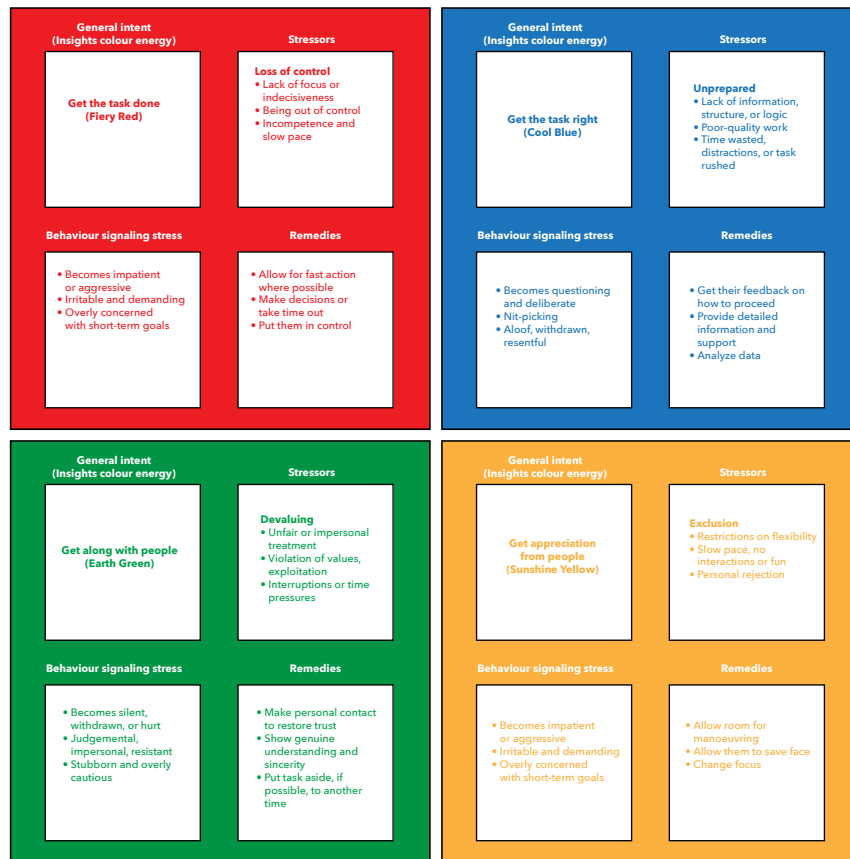 General intent
(Insights colour energy)
Stressors
Get the task done
(Fiery Red)
Loss of control
• Lack of focus or
indecisiveness
• Being out of control
• Incompetence and
slow pace
Behaviour signaling stress
Remedies
• Becomes impatient
or aggressive
• Irritable and demanding
• Overly concerned
with short-term goals
• Allow for fast action
where possible
• Make decisions or
take time out
• Put them in control
General intent
(Insights colour energy)
Stressors
Get the task right
(Cool Blue)
Unprepared
• Lack of information,
structure, or logic
• Poor-quality work
• Time wasted,
distractions, or task
rushed
Behaviour signaling stress
Remedies
• Becomes questioning
and deliberate
• Nit-picking
• Aloof, withdrawn,
resentful
• Get their feedback on
how to proceed
• Provide detailed
information and
support
• Analyze data
General intent
(Insights colour energy)
Stressors
Get along with people
(Earth Green)
Devaluing
• Unfair or impersonal
treatment
• Violation of values,
exploitation
• Interruptions or time
pressures
Behaviour signaling stress
Remedies
• Becomes silent,
withdrawn, or hurt
• Judgemental,
impersonal, resistant
• Stubborn and overly
cautious
• Make personal contact
to restore trust
• Show genuine
understanding and
sincerity
• Put task aside, if
possible, to another
time
General intent
(Insights colour energy)
Stressors
Get appreciation
from people
(Sunshine Yellow)
Exclusion
• Restrictions on flexibility
• Slow pace, no
interactions or fun
• Personal rejection
Behaviour signaling stress
Remedies
• Becomes impatient
or aggressive
• Irritable and demanding
• Overly concerned
with short-term goals
• Allow room for
manoeuvring
• Allow them to save face
• Change focus